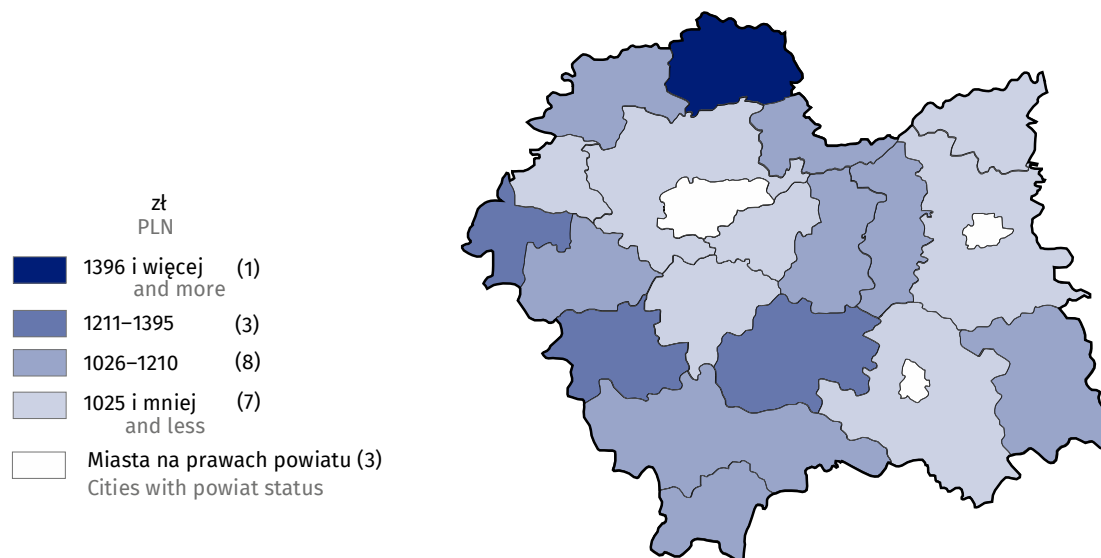 zł
PLN
1396 i więcej (1)
and more
1211–1395 (3)
1026–1210 (8)
1025 i mniej (7)
and less
Miasta na prawach powiatu (3)
Cities with powiat status